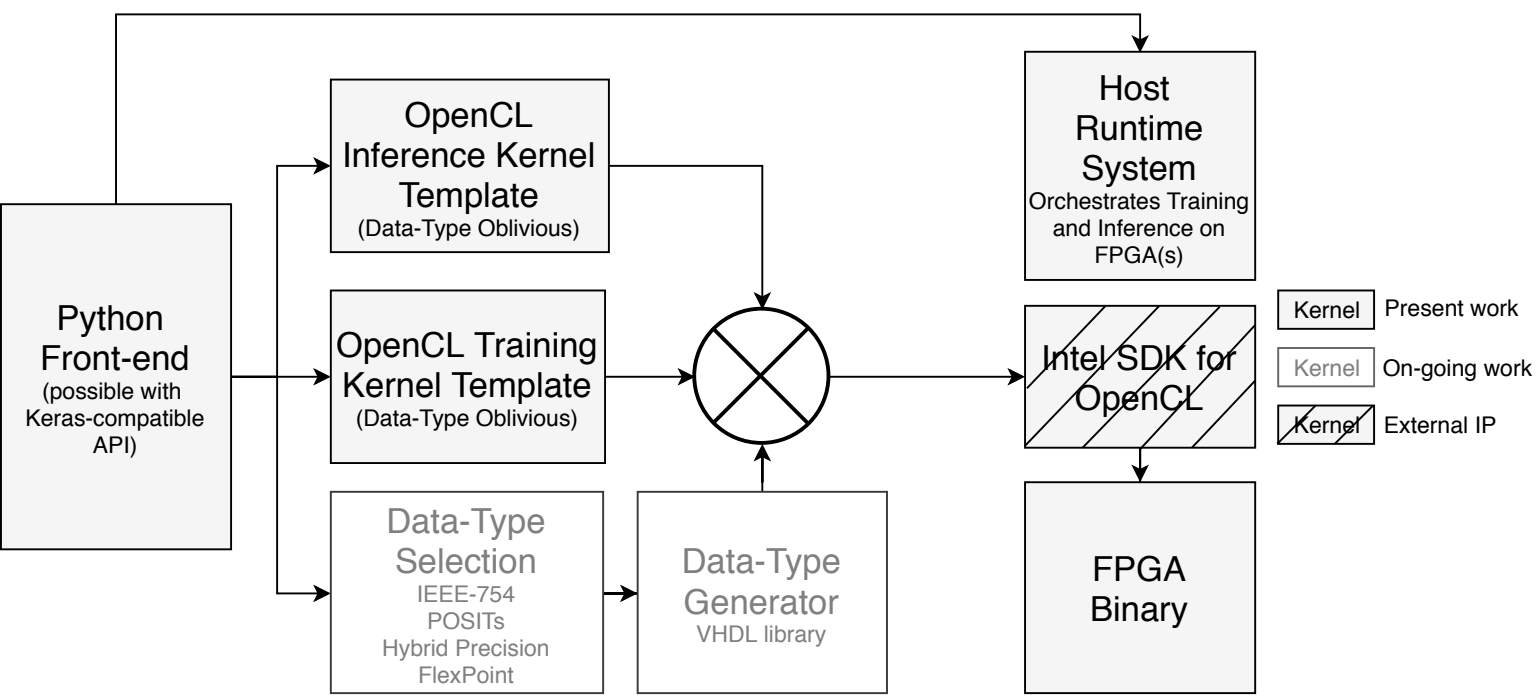 Python
Front-end
(possible with
Keras-compatible
API)
OpenCL
Inference Kernel
Template
(Data-Type Oblivious)
OpenCL Training
Kernel Template
(Data-Type Oblivious)
Data-Type
Selection
IEEE-754
POSITs
Hybrid Precision
FlexPoint
Data-Type
Generator
VHDL library
Host
Runtime
System
Orchestrates Training
and Inference on
FPGA(s)
Intel SDK for
OpenCL
FPGA
Binary
Kernel Present work
Kernel On-going work
Kernel External IP